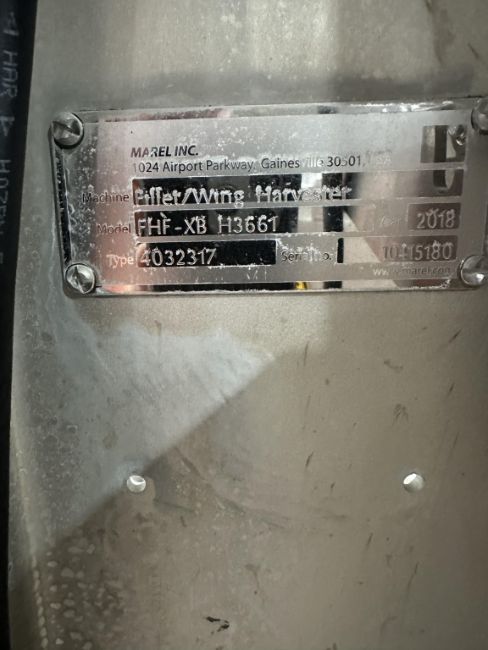 MAREL INC.
1024 Airport Parkway, Gainesville 30501, USA
Machine Fillet/Wing Harvester
Model FHF-XB H3661 Year 2018
Type 4032317 Serial no.
www.marel.com